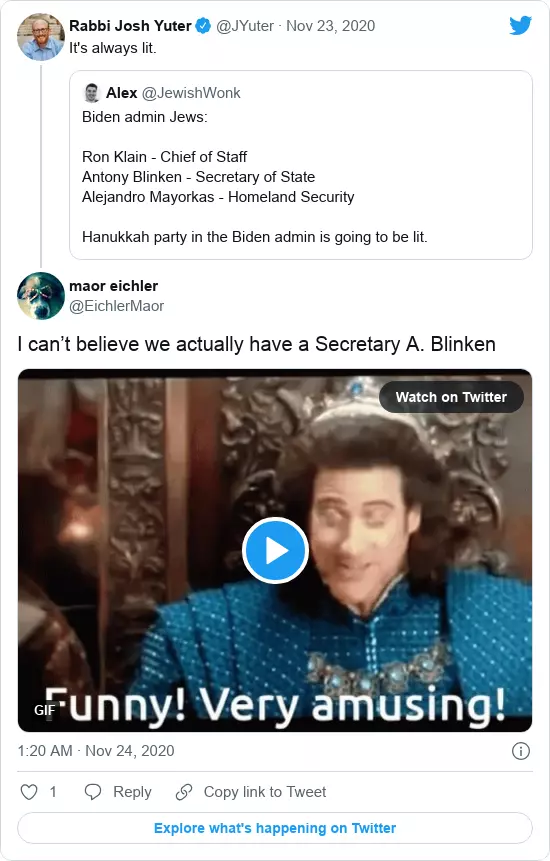 Rabbi Josh Yuter @JYuter · Nov 23, 2020
It's always lit.
Alex @JewishWonk
Biden admin Jews:
Ron Klain - Chief of Staff
Antony Blinken - Secretary of State
Alejandro Mayorkas - Homeland Security
Hanukkah party in the Biden admin is going to be lit.
maor eichler
@EichlerMaor
I can’t believe we actually have a Secretary A. Blinken
Watch on Twitter
GIF
Funny! Very amusing!
1:20 AM · Nov 24, 2020
1 Reply Copy link to Tweet
Explore what's happening on Twitter